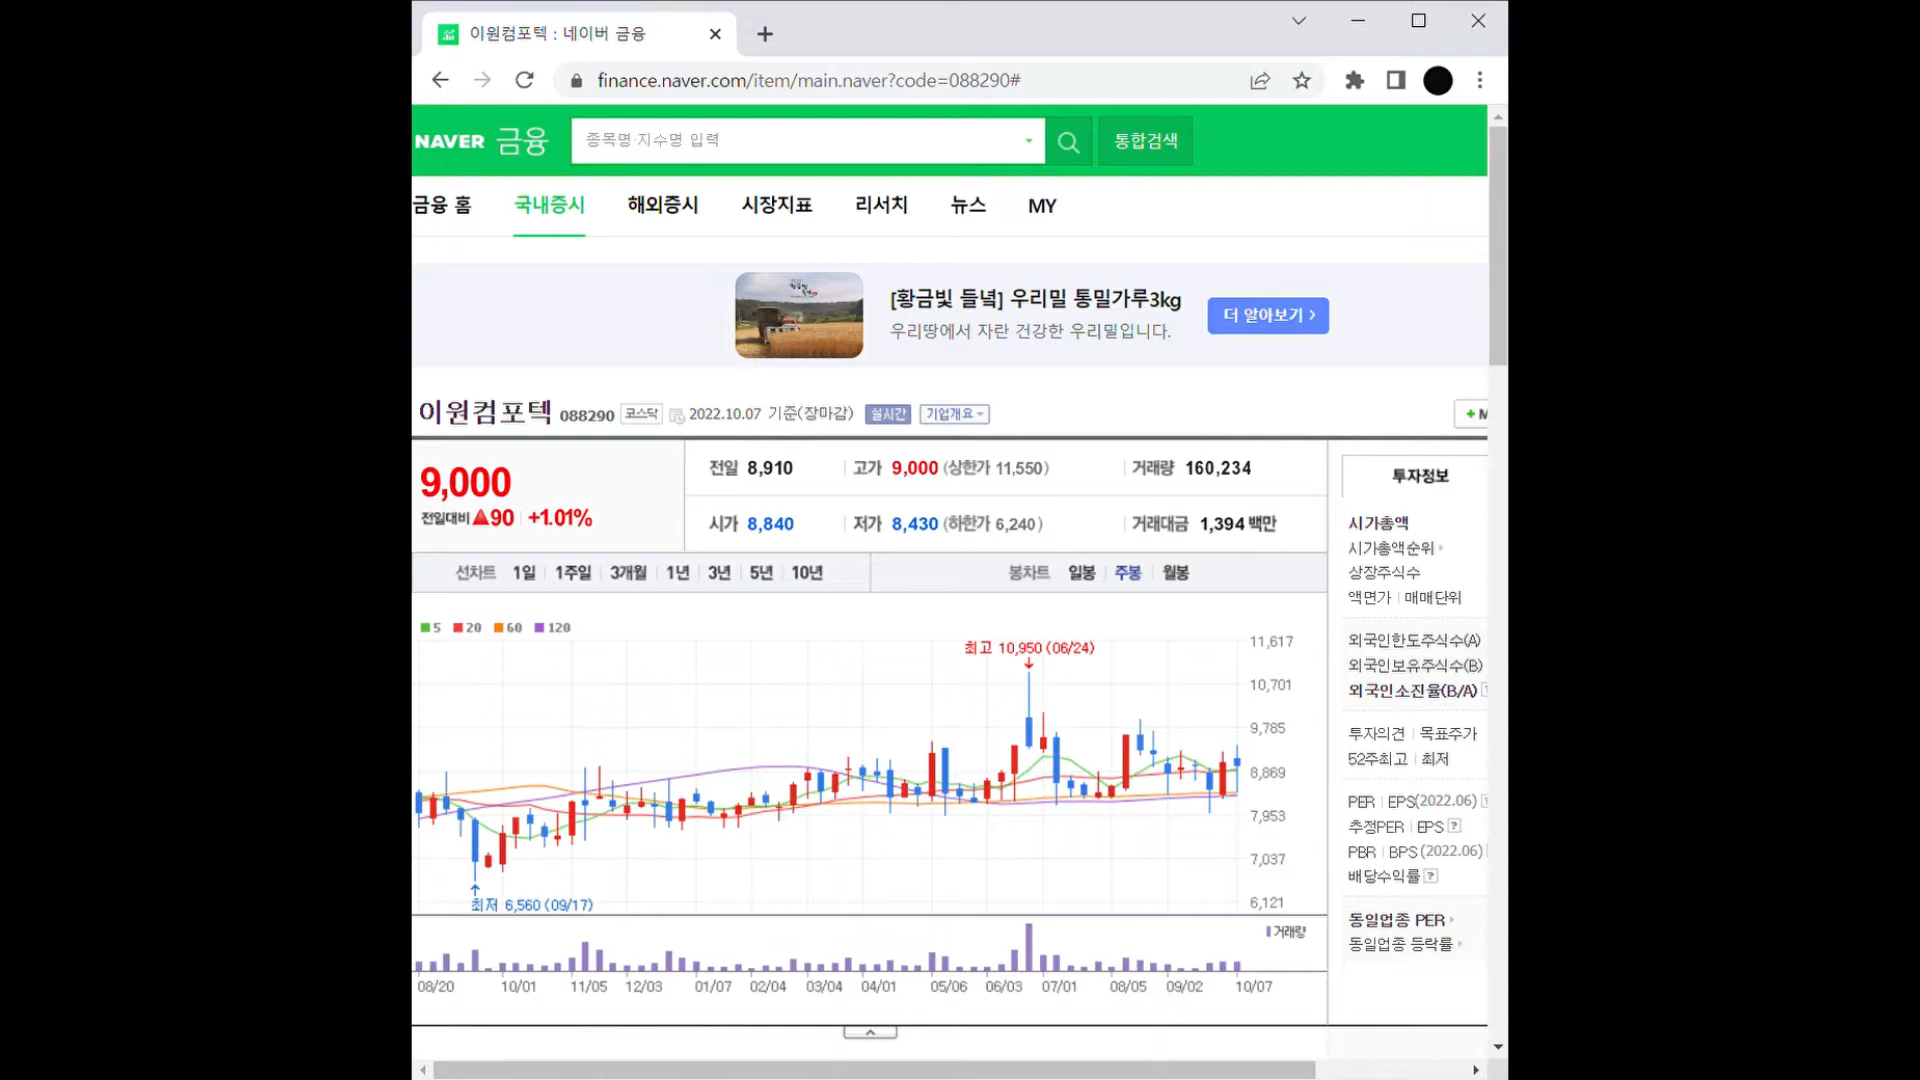 이원컴포텍 : 네이버 금융
finance.naver.com/item/main.naver?code=088290#
NAVER 금융 종목명·지수명 입력 통합검색
금융 홈 국내증시 해외증시 시장지표 리서치 뉴스 MY
[황금빛 들녘] 우리밀 통밀가루3kg
우리땅에서 자란 건강한 우리밀입니다.
더 알아보기 >
이원컴포텍 088290 코스닥 2022.10.07 기준(장마감) 실시간 기업개요 + M
9,000
전일대비 ▲90 +1.01%
전일 8,910 고가 9,000 (상한가 11,550) 거래량 160,234
시가 8,840 저가 8,430 (하한가 6,240) 거래대금 1,394 백만
선차트 1일 1주일 3개월 1년 3년 5년 10년 봉차트 일봉 주봉 월봉
5 20 60 120
최고 10,950 (06/24)
11,617
10,701
9,785
8,869
7,953
7,037
6,121
최저 6,560 (09/17)
거래량
08/20 10/01 11/05 12/03 01/07 02/04 03/04 04/01 05/06 06/03 07/01 08/05 09/02 10/07
투자정보
시가총액
시가총액순위
상장주식수
액면가 | 매매단위
외국인한도주식수(A)
외국인보유주식수(B)
외국인소진율(B/A)
투자의견 | 목표주가
52주최고 | 최저
PER | EPS(2022.06)
추정PER | EPS ?
PBR | BPS (2022.06)
배당수익률 ?
동일업종 PER
동일업종 등락률